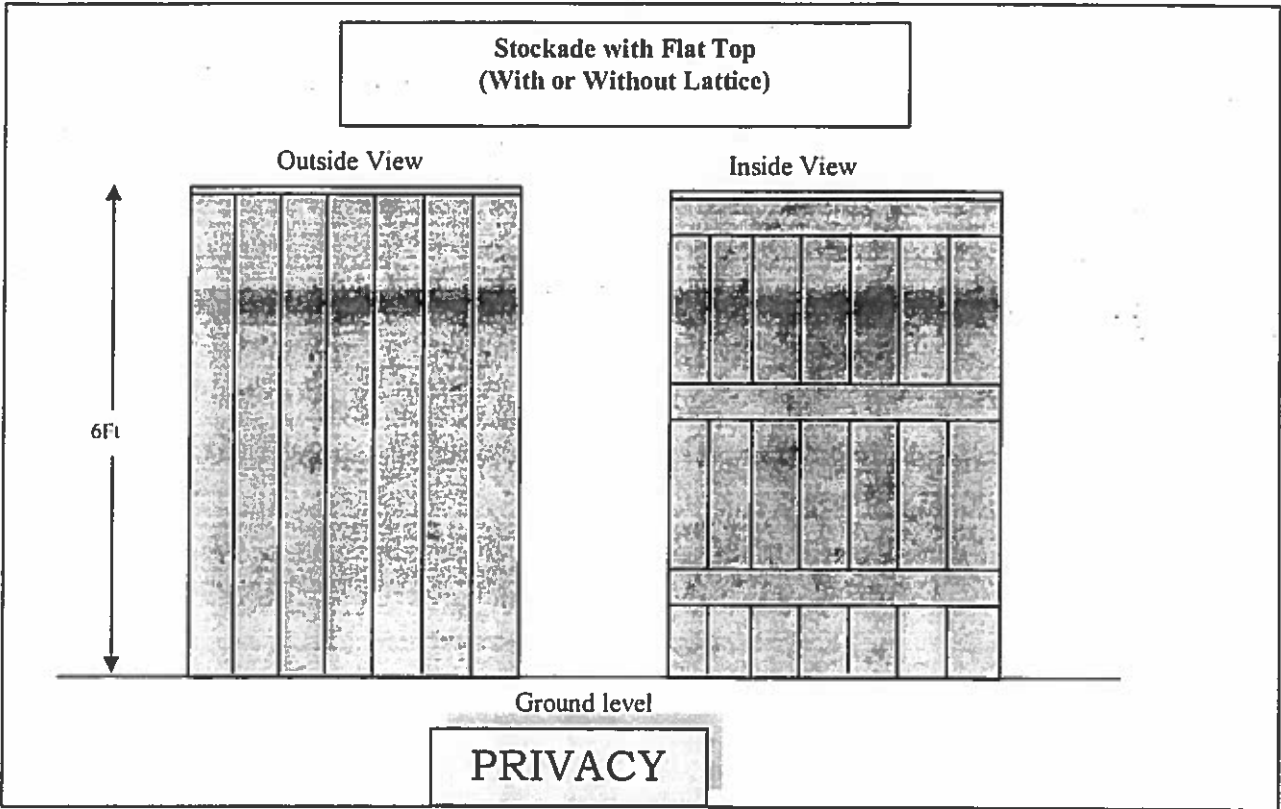 Stockade with Flat Top
(With or Without Lattice)
Outside View
Inside View
6Ft
Ground level
PRIVACY